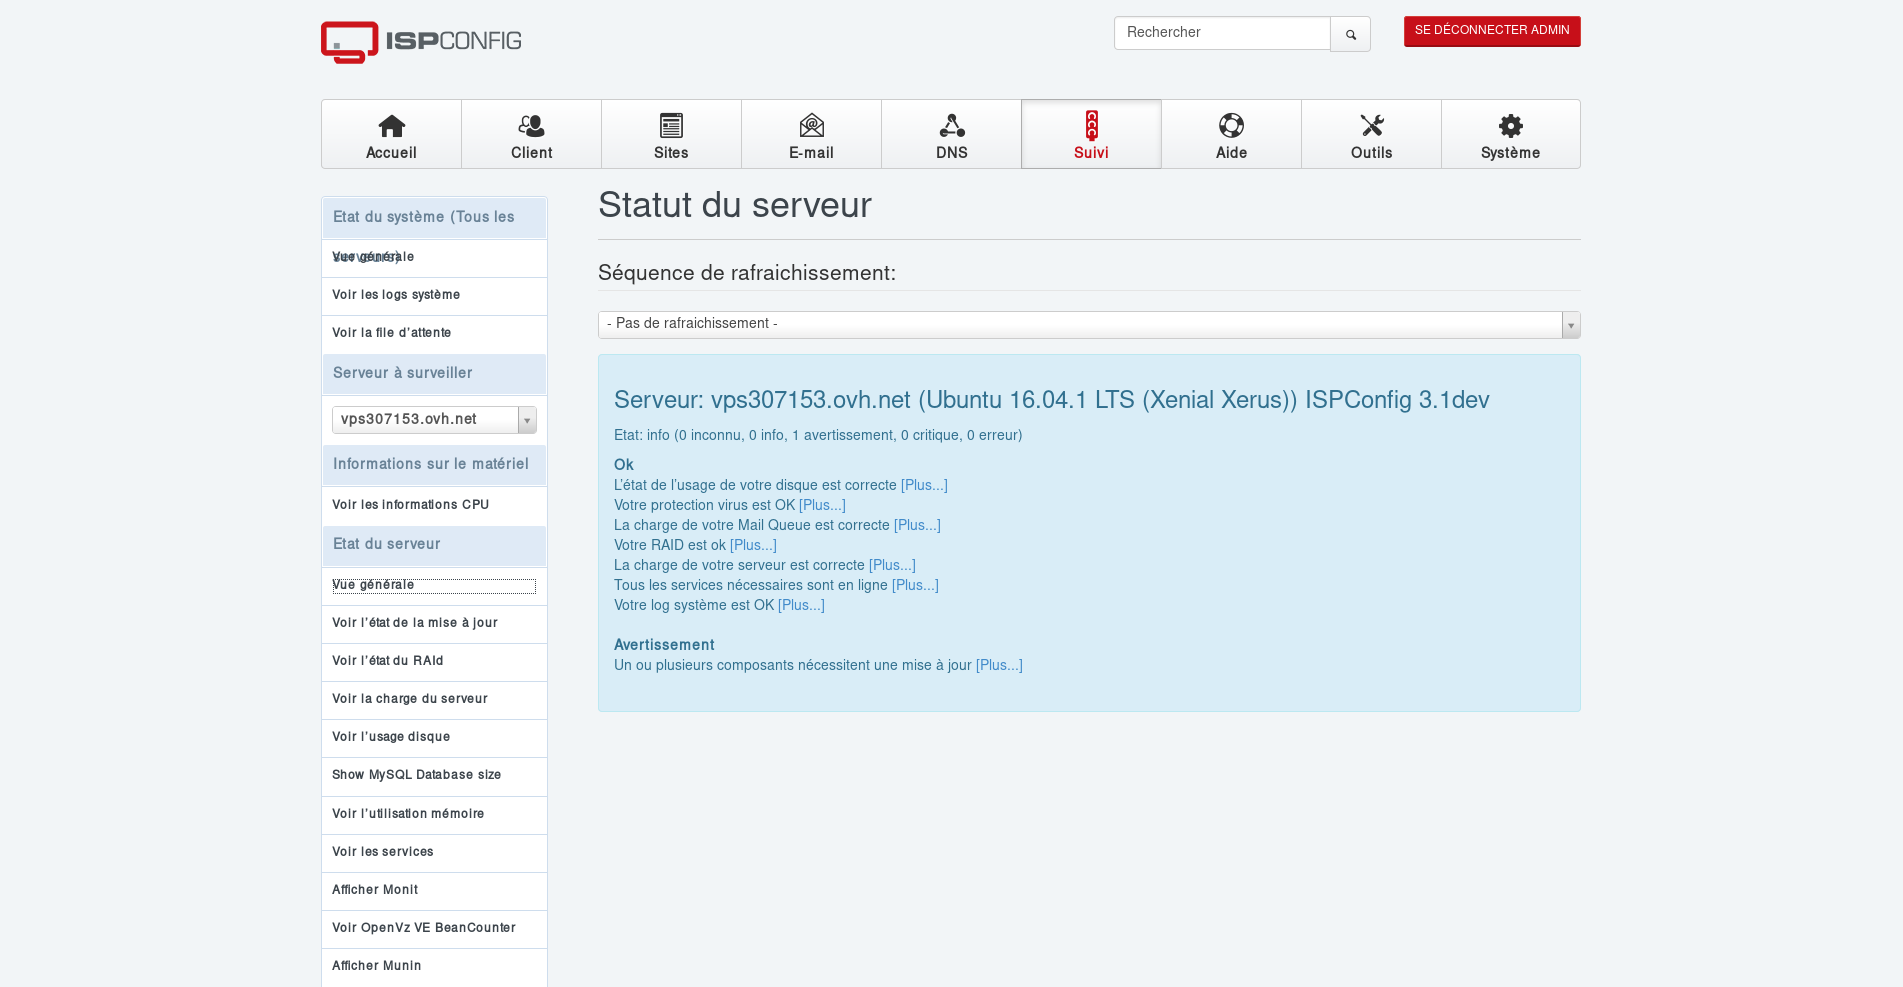 ISPCONFIG
Rechercher
SE DÉCONNECTER ADMIN
Accueil
Client
Sites
E-mail
DNS
Suivi
Aide
Outils
Système
Etat du système (Tous les
serveurs)
Vue générale
Voir les logs système
Voir la file d'attente
Serveur à surveiller
vps307153.ovh.net
Informations sur le matériel
Voir les informations CPU
Etat du serveur
Vue générale
Voir l'état de la mise à jour
Voir l'état du RAId
Voir la charge du serveur
Voir l'usage disque
Show MySQL Database size
Voir l'utilisation mémoire
Voir les services
Afficher Monit
Voir OpenVz VE BeanCounter
Afficher Munin
Statut du serveur
Séquence de rafraichissement:
- Pas de rafraichissement -
Serveur: vps307153.ovh.net (Ubuntu 16.04.1 LTS (Xenial Xerus)) ISPConfig 3.1dev
Etat: info (0 inconnu, 0 info, 1 avertissement, 0 critique, 0 erreur)
Ok
L'état de l'usage de votre disque est correcte [Plus...]
Votre protection virus est OK [Plus...]
La charge de votre Mail Queue est correcte [Plus...]
Votre RAID est ok [Plus...]
La charge de votre serveur est correcte [Plus...]
Tous les services nécessaires sont en ligne [Plus...]
Votre log système est OK [Plus...]
Avertissement
Un ou plusieurs composants nécessitent une mise à jour [Plus...]